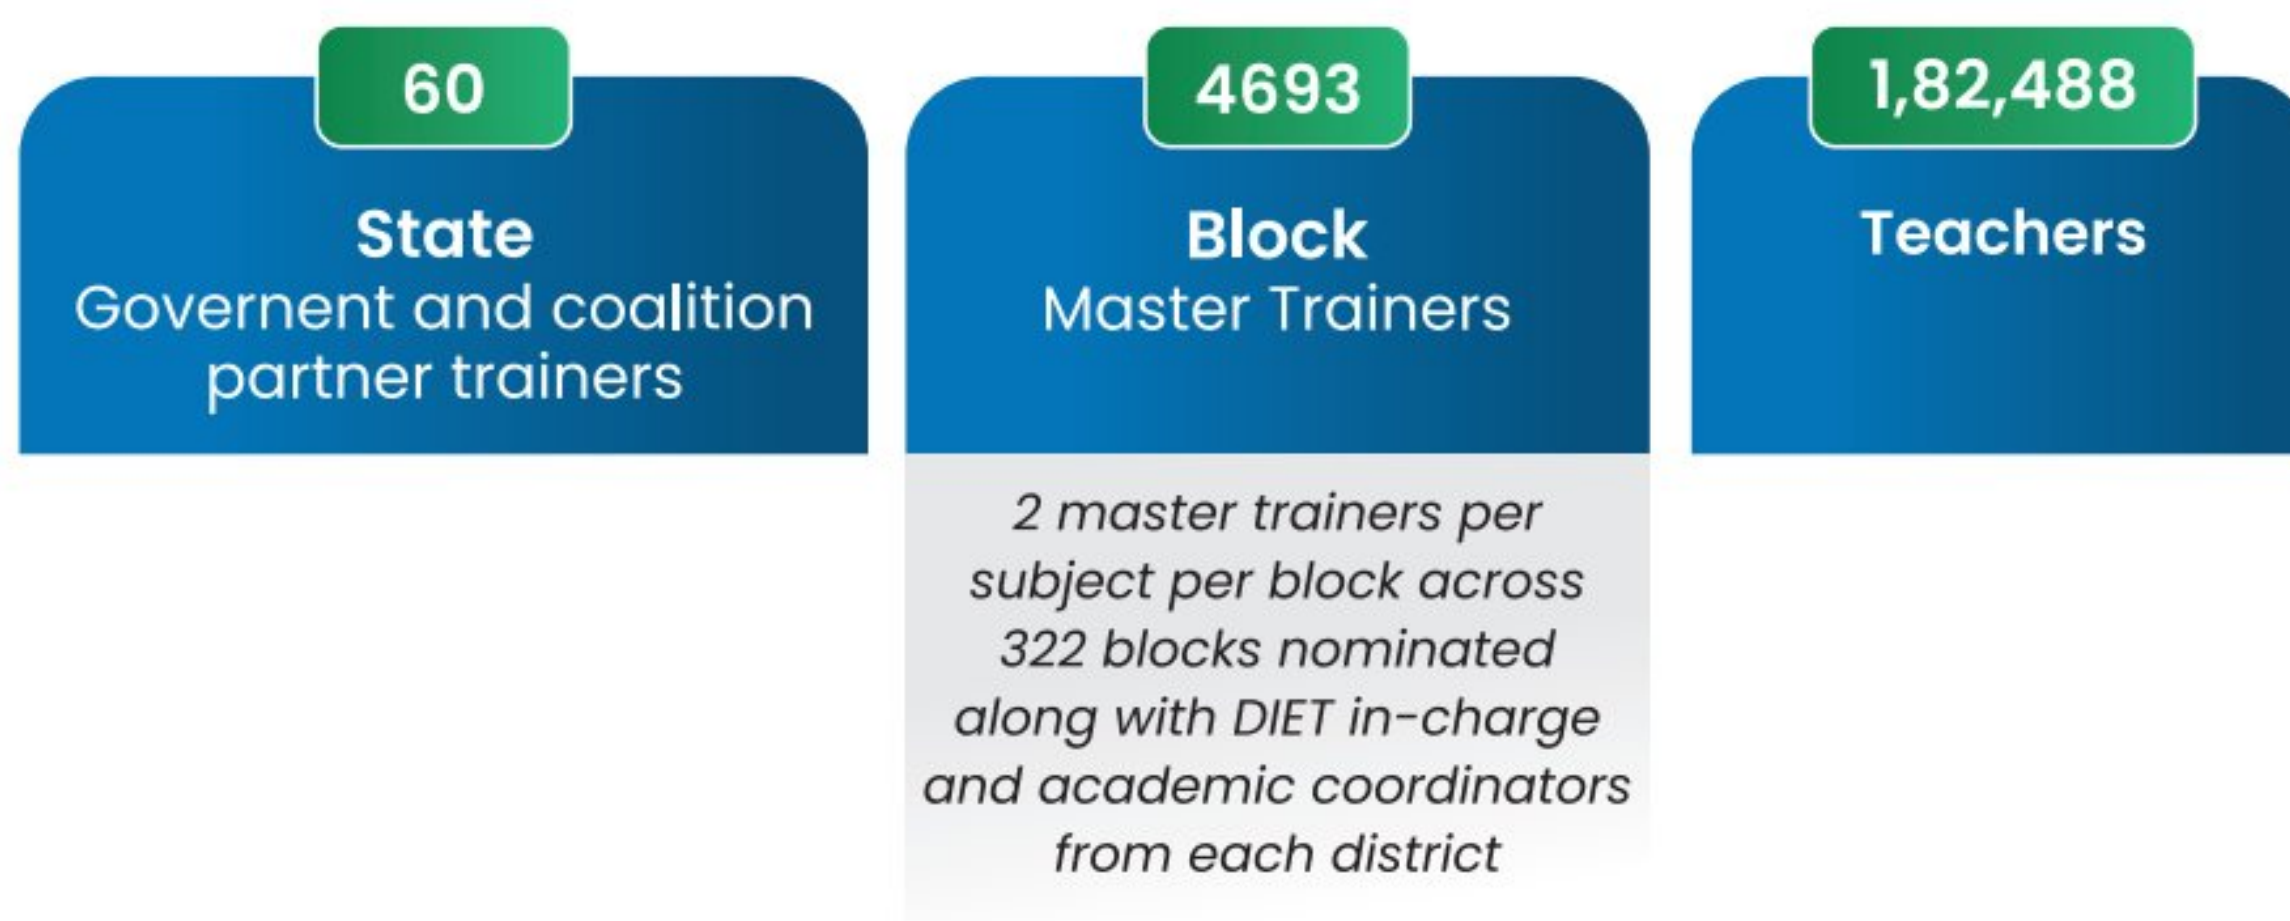 60
State
Governent and coalition
partner trainers
4693
Block
Master Trainers
2 master trainers per
subject per block across
322 blocks nominated
along with DIET in-charge
and academic coordinators
from each district
1,82,488
Teachers